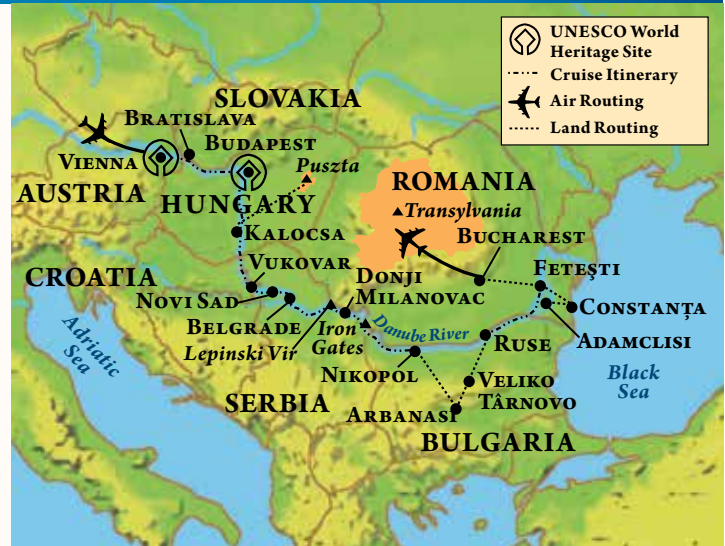 UNESCO World
Heritage Site
Cruise Itinerary
Air Routing
Land Routing
SLOVAKIA
BRATISLAVA
BUDAPEST
VIENNA
Puszta
AUSTRIA
HUNGARY
ROMANIA
Transylvania
KALOCSA
BUCHAREST
CROATIA
VUKOVAR
FETEŞTI
NOVI SAD
DONJI
MILANOVAC
CONSTANȚA
BELGRADE
Iron
Gates
Danube River
ADAMCLISI
Lepinski Vir
RUSE
Adriatic
Sea
NIKOPOL
Black
Sea
SERBIA
VELIKO
TÂRNOVO
ARBANASI
BULGARIA